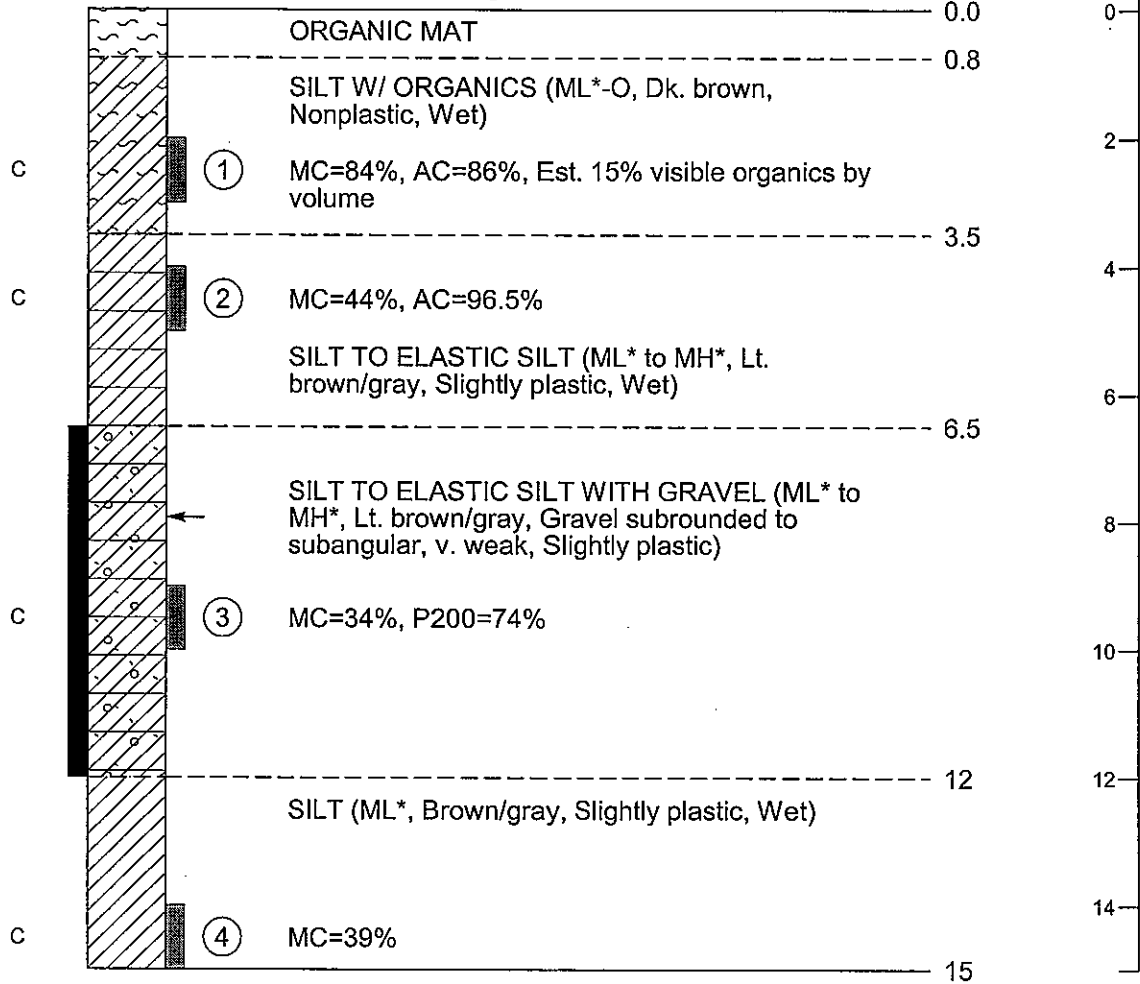 0.0
0
ORGANIC MAT
0.8
SILT W/ ORGANICS (ML*-O, Dk. brown,
Nonplastic, Wet)
2
C
1
MC=84%, AC=86%, Est. 15% visible organics by
volume
3.5
4
C
2
MC=44%, AC=96.5%
SILT TO ELASTIC SILT (ML* to MH*, Lt.
brown/gray, Slightly plastic, Wet)
6
6.5
SILT TO ELASTIC SILT WITH GRAVEL (ML* to
MH*, Lt. brown/gray, Gravel subrounded to
subangular, v. weak, Slightly plastic)
8
C
3
MC=34%, P200=74%
10
12
12
SILT (ML*, Brown/gray, Slightly plastic, Wet)
14
C
4
MC=39%
15